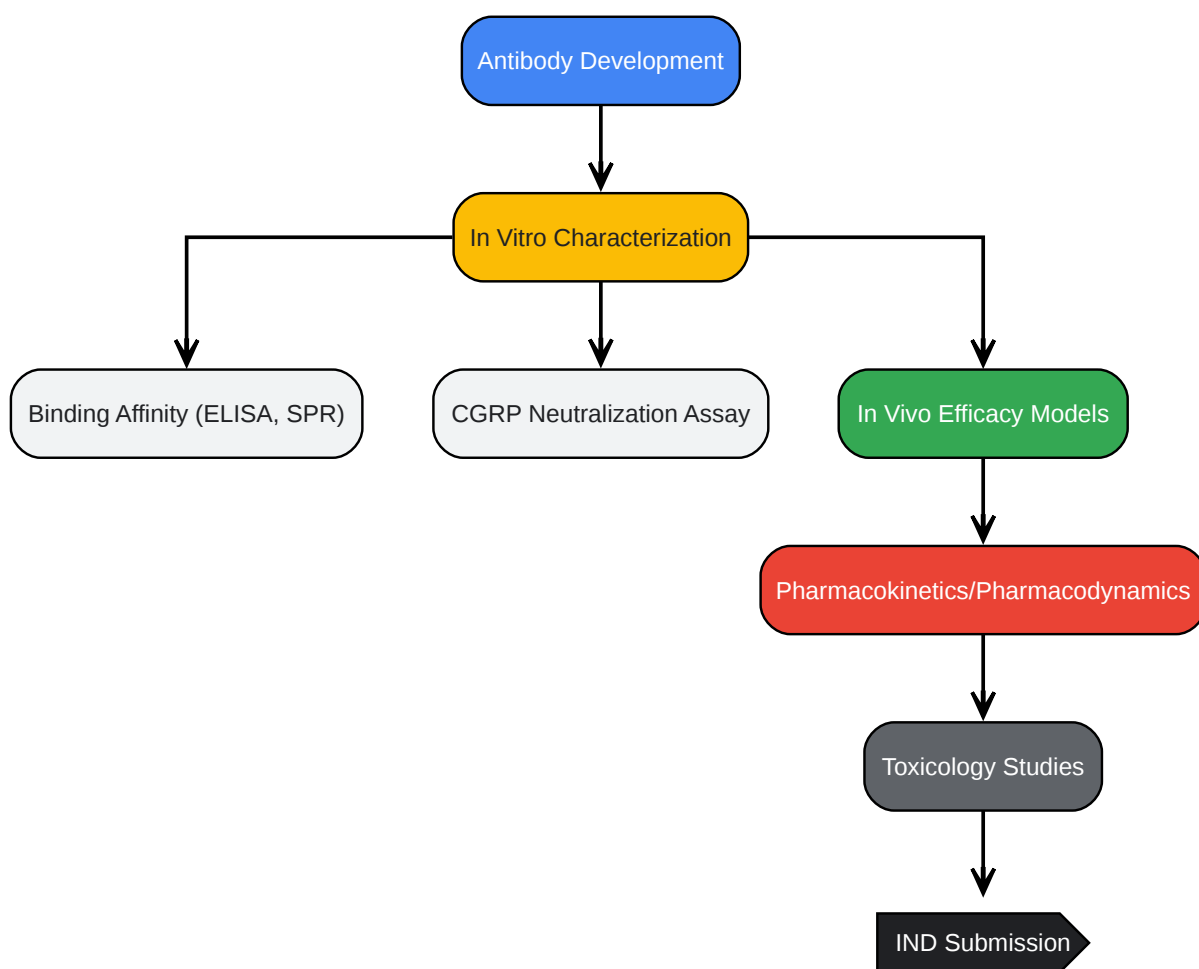 Antibody Development
In Vitro Characterization
Binding Affinity (ELISA, SPR)
CGRP Neutralization Assay
In Vivo Efficacy Models
Pharmacokinetics/Pharmacodynamics
Toxicology Studies
IND Submission